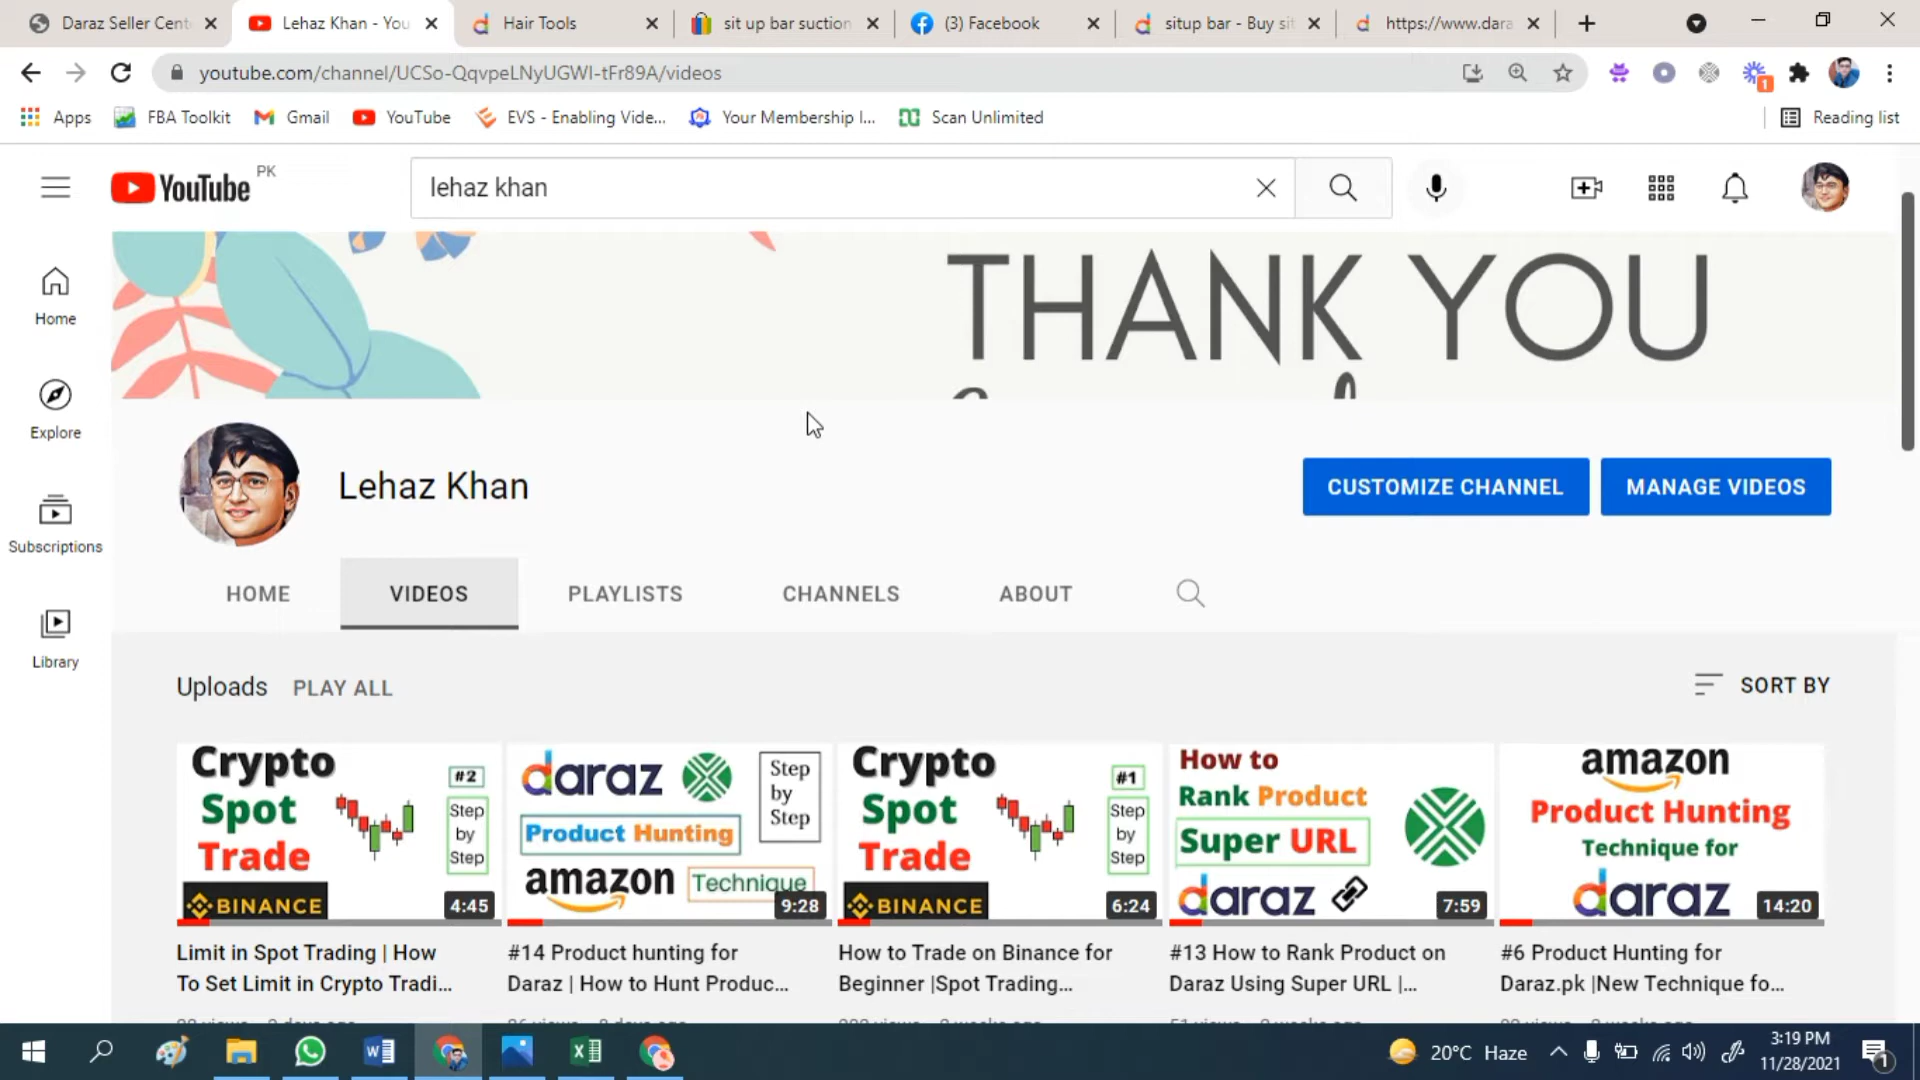 Daraz Seller Cent
Lehaz Khan - You
Hair Tools
sit up bar suction
(3) Facebook
situp bar - Buy sit
https://www.dara
youtube.com/channel/UCSo-QqvpeLNyUGWI-tFr89A/videos
1
Apps
FBA Toolkit
Gmail
YouTube
EVS - Enabling Vide...
Your Membership I...
Scan Unlimited
Reading list
YouTube PK
lehaz khan
THANK YOU
Home
Explore
Subscriptions
Library
Lehaz Khan
CUSTOMIZE CHANNEL
MANAGE VIDEOS
HOME
VIDEOS
PLAYLISTS
CHANNELS
ABOUT
Uploads
PLAY ALL
SORT BY
Crypto
Spot
Trade
#2
Step
by
Step
BINANCE
4:45
Limit in Spot Trading | How
To Set Limit in Crypto Tradi...
daraz
Step
by
Step
Product Hunting
amazon
Technique
9:28
#14 Product hunting for
Daraz | How to Hunt Produc...
Crypto
Spot
Trade
#1
Step
by
Step
BINANCE
6:24
How to Trade on Binance for
Beginner |Spot Trading...
How to
Rank Product
Super URL
daraz
7:59
#13 How to Rank Product on
Daraz Using Super URL |...
amazon
Product Hunting
Technique for
daraz
14:20
#6 Product Hunting for
Daraz.pk |New Technique fo...
20°C Haze
3:19 PM
11/28/2021
1